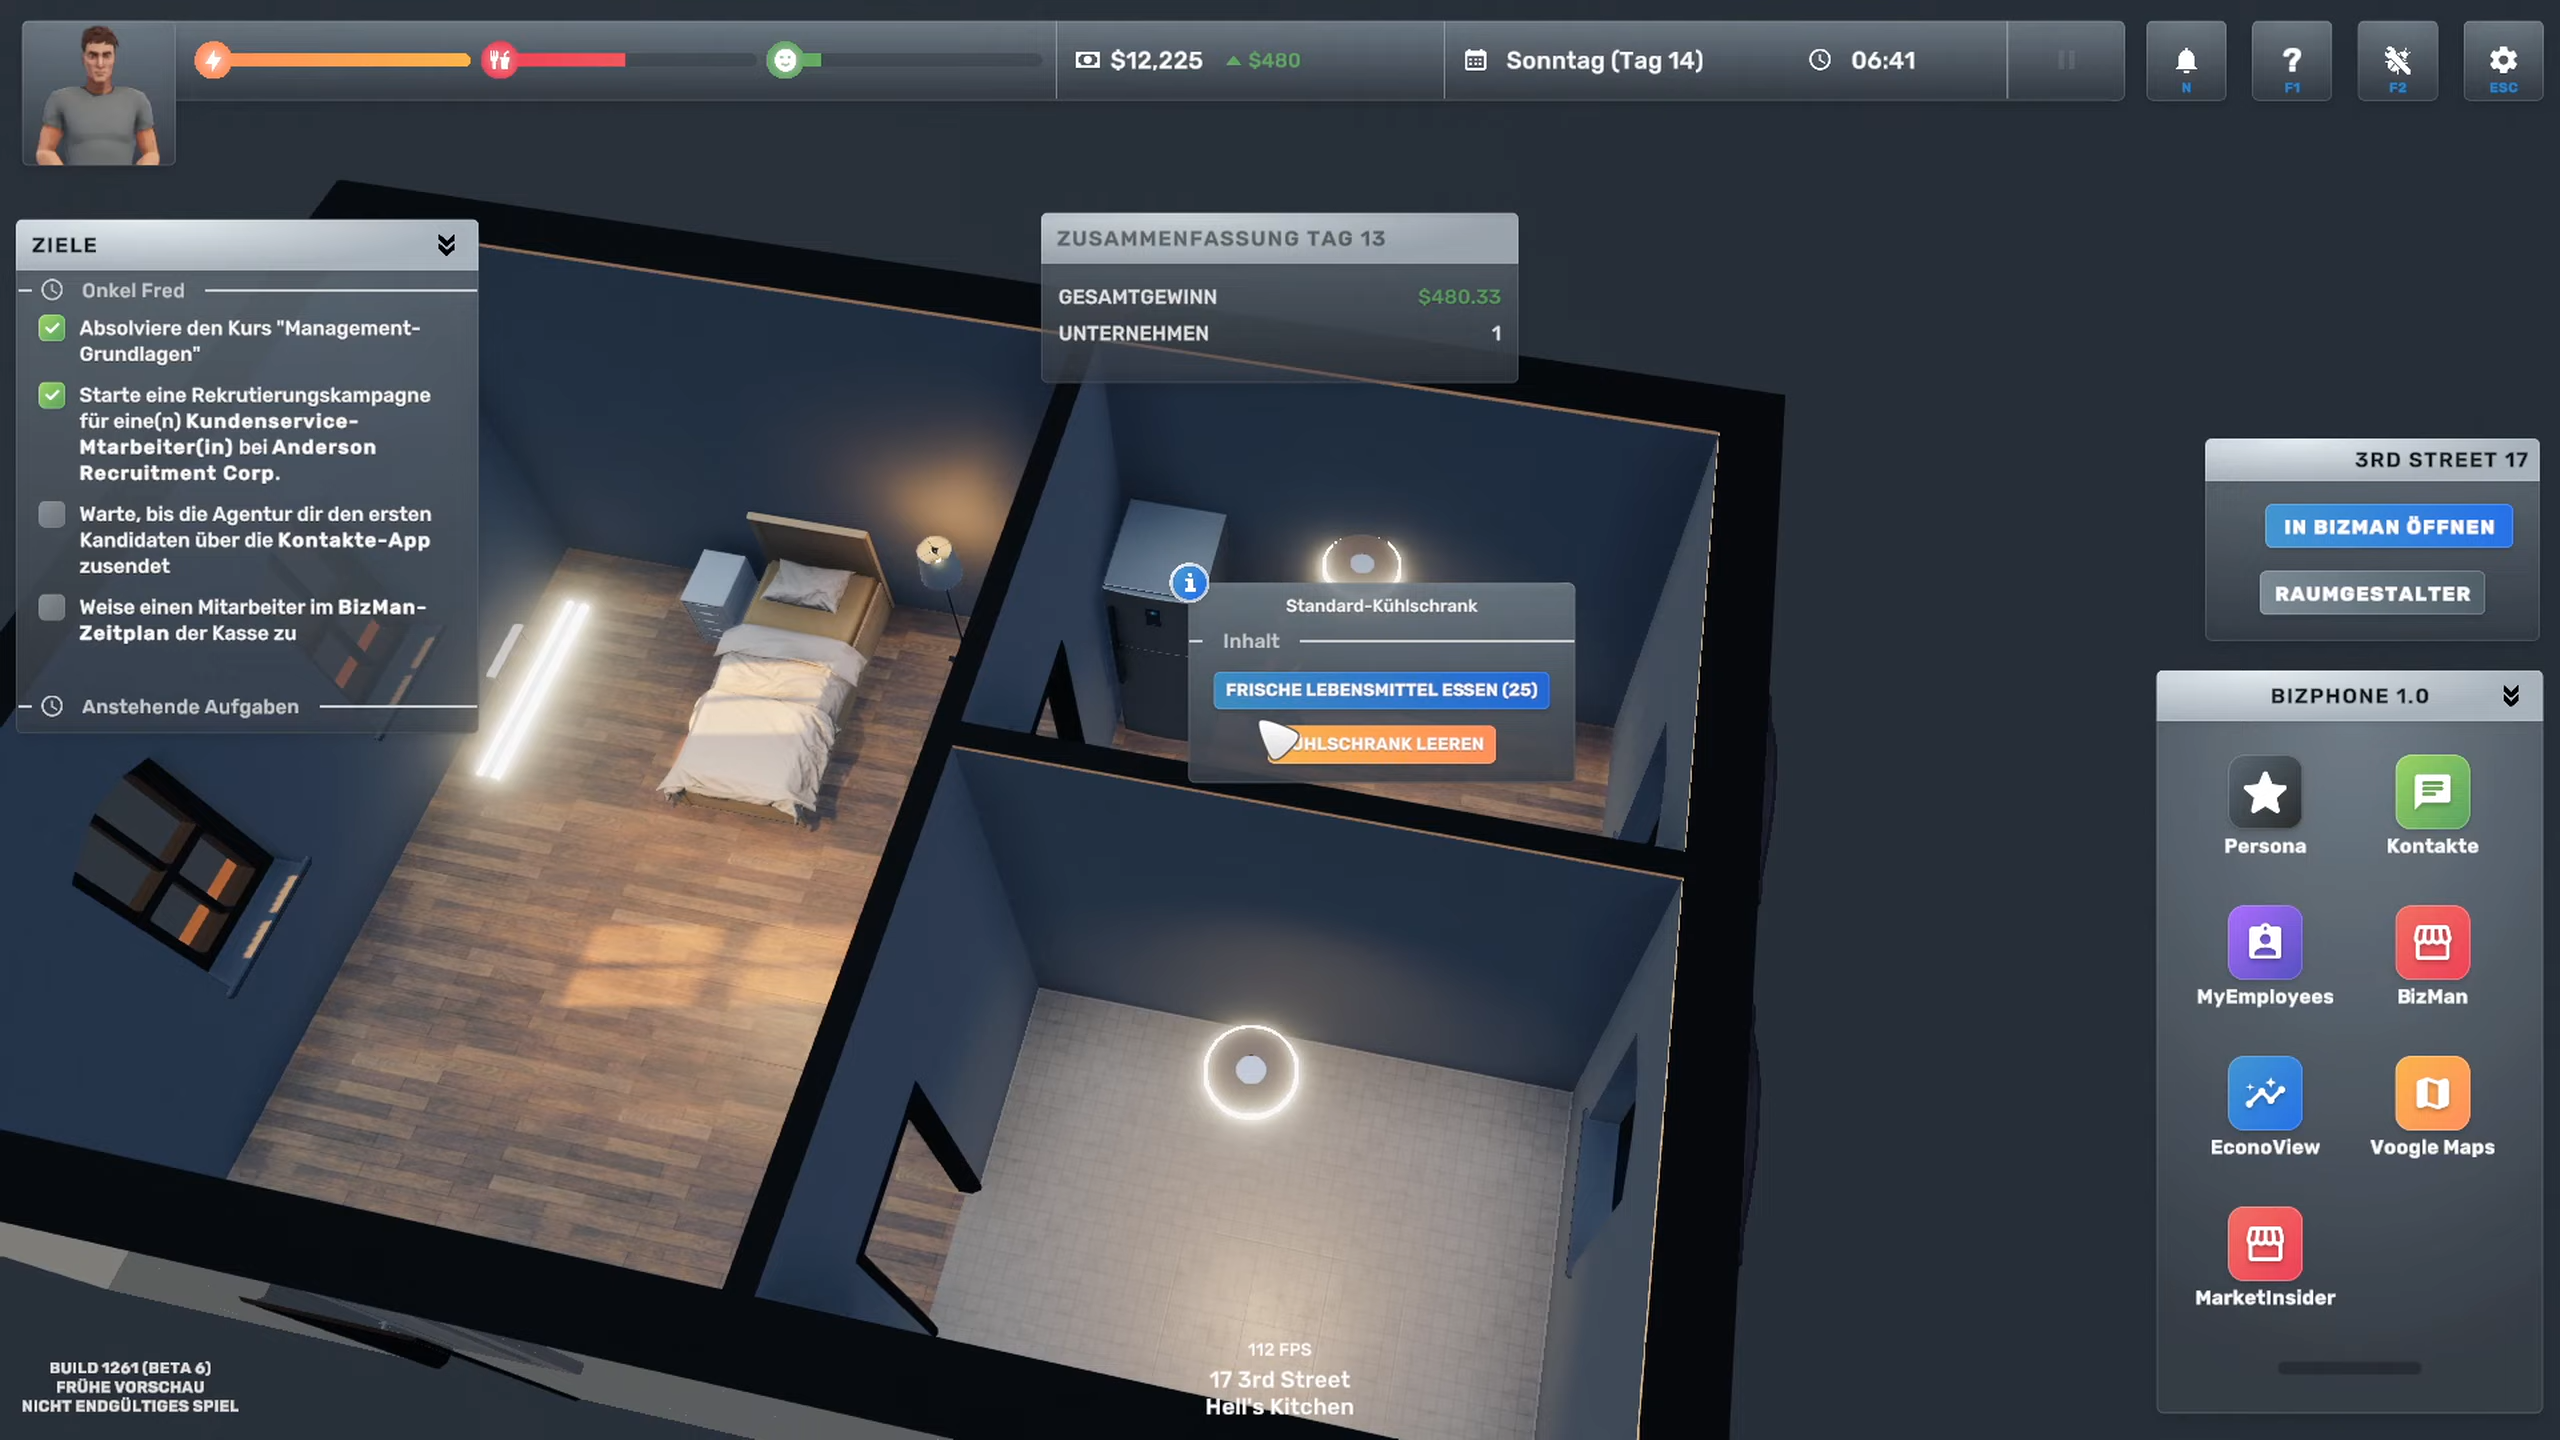 $12,225
$480
Sonntag (Tag 14)
06:41
N
F1
F2
ESC
ZIELE
Onkel Fred
Absolviere den Kurs "Management-
Grundlagen"
Starte eine Rekrutierungskampagne
für eine(n) Kundenservice-
Mtarbeiter(in) bei Anderson
Recruitment Corp.
Warte, bis die Agentur dir den ersten
Kandidaten über die Kontakte-App
zusendet
Weise einen Mitarbeiter im BizMan-
Zeitplan der Kasse zu
Anstehende Aufgaben
ZUSAMMENFASSUNG TAG 13
GESAMTGEWINN $480.33
UNTERNEHMEN 1
Standard-Kühlschrank
Inhalt
FRISCHE LEBENSMITTEL ESSEN (25)
ÜHLSCHRANK LEEREN
3RD STREET 17
IN BIZMAN ÖFFNEN
RAUMGESTALTER
BIZPHONE 1.0
Persona
Kontakte
MyEmployees
BizMan
EconoView
Voogle Maps
MarketInsider
112 FPS
17 3rd Street
Hell's Kitchen
BUILD 1261 (BETA 6)
FRÜHE VORSCHAU
NICHT ENDGÜLTIGES SPIEL